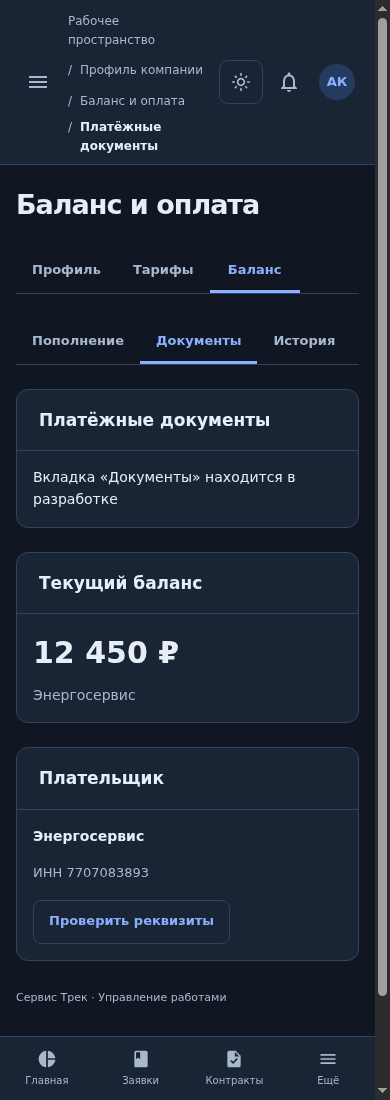 Рабочее
пространство
/ Профиль компании
/ Баланс и оплата
/ Платёжные
документы
АК
Баланс и оплата
Профиль Тарифы Баланс
Пополнение Документы История
Платёжные документы
Вкладка «Документы» находится в
разработке
Текущий баланс
12 450 ₽
Энергосервис
Плательщик
Энергосервис
ИНН 7707083893
Проверить реквизиты
Сервис Трек · Управление работами
Главная Заявки Контракты Ещё